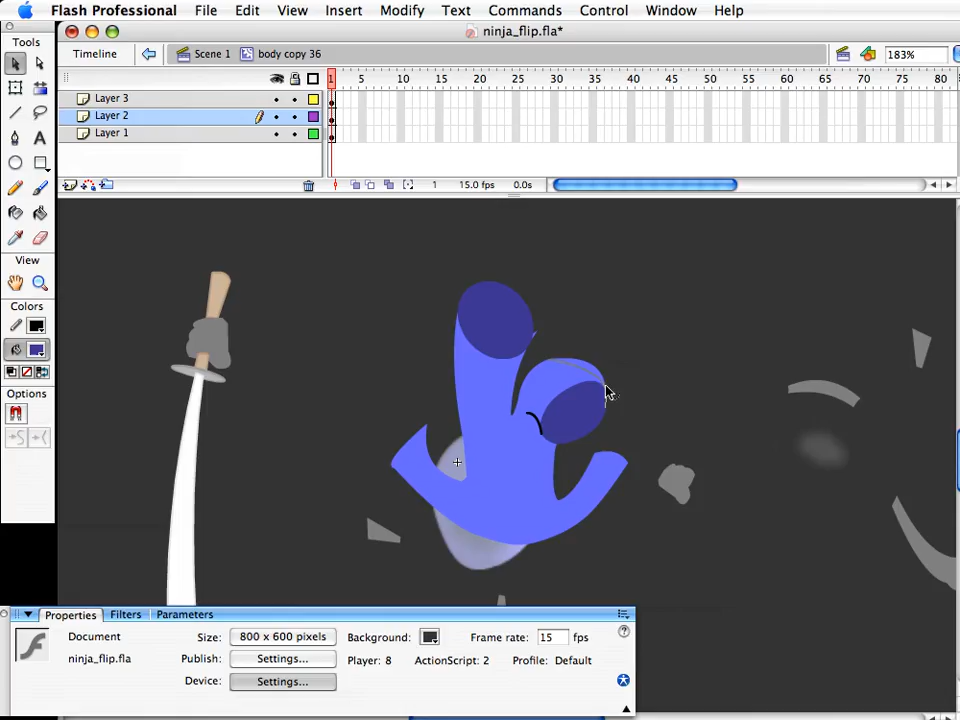 Flash Professional File Edit View Insert Modify Text Commands Control Window Help
Tools
ninja_flip.fla*
Timeline Scene 1 body copy 36 183%
1 5 10 15 20 25 30 35 40 45 50 55 60 65 70 75 80
Layer 3
Layer 2
Layer 1
1 15.0 fps 0.0s
A
View
Colors
Options
Properties Filters Parameters
Document Size: 800 x 600 pixels Background: Frame rate: 15 fps
ninja_flip.fla Publish: Settings... Player: 8 ActionScript: 2 Profile: Default
Device: Settings...